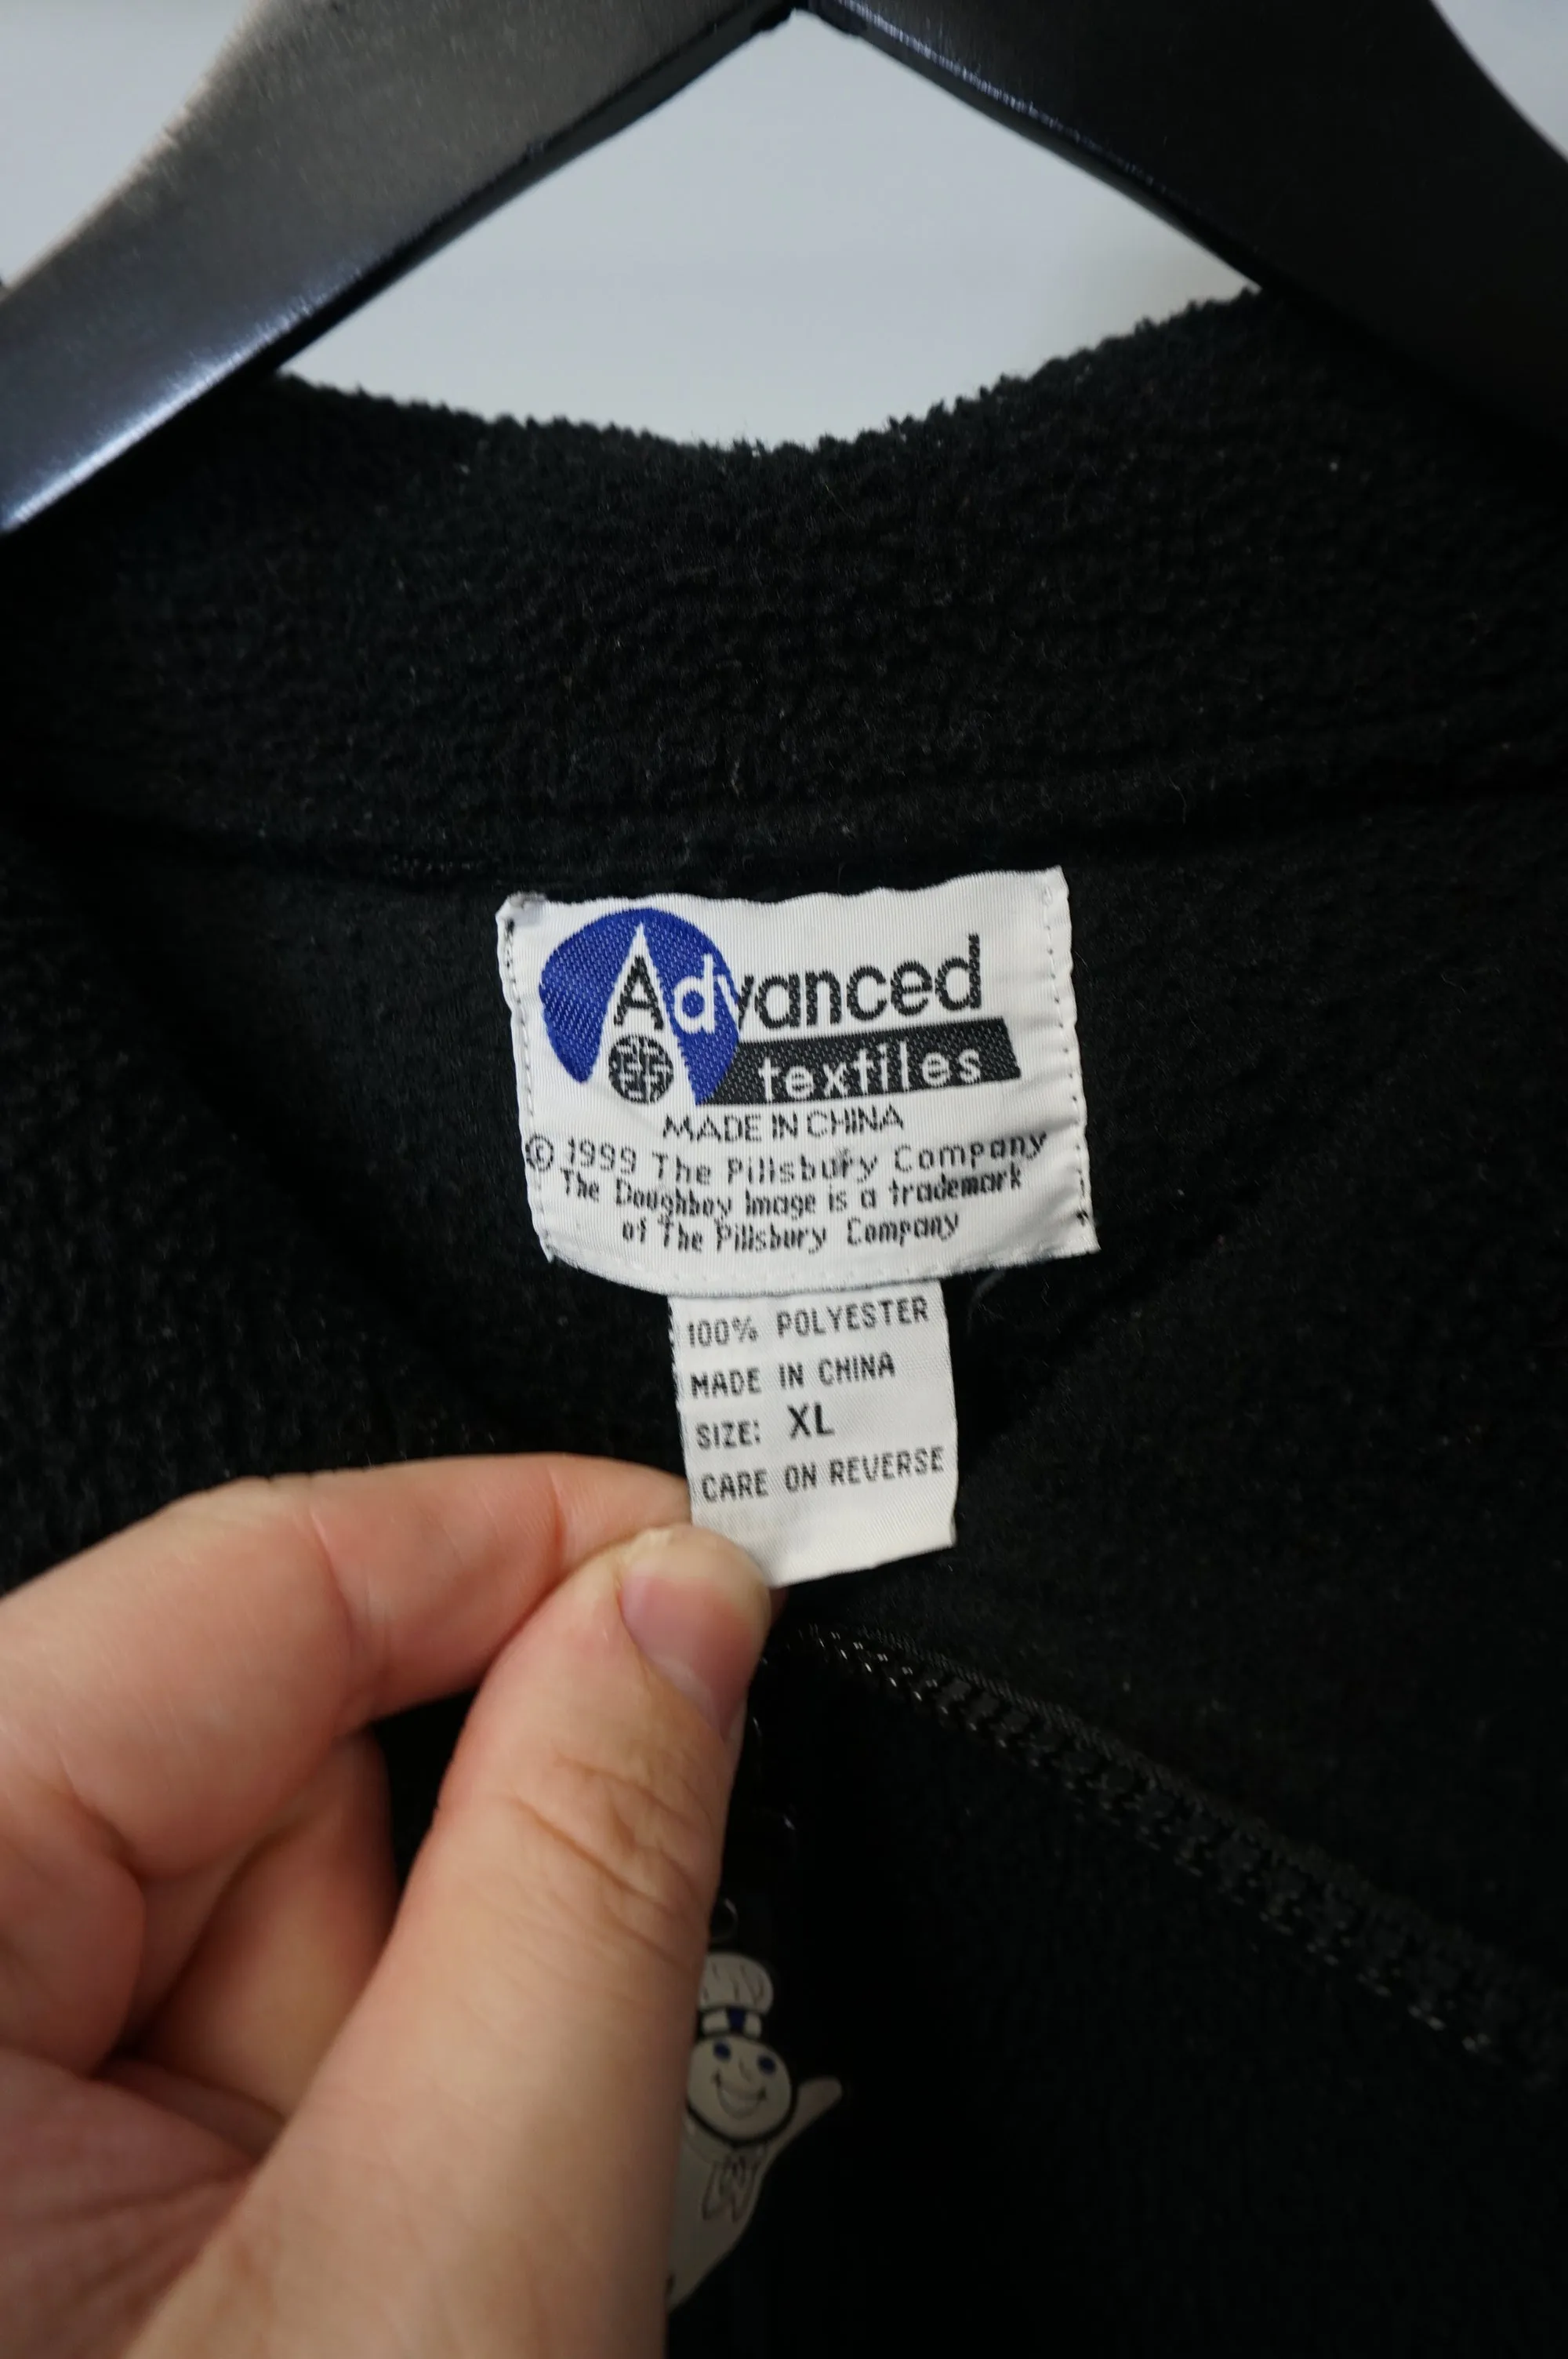 Advanced
textiles
MADE IN CHINA
© 1999 The Pillsbury Company
The Doughboy Image is a trademark
of The Pillsbury Company
100% POLYESTER
MADE IN CHINA
SIZE: XL
CARE ON REVERSE